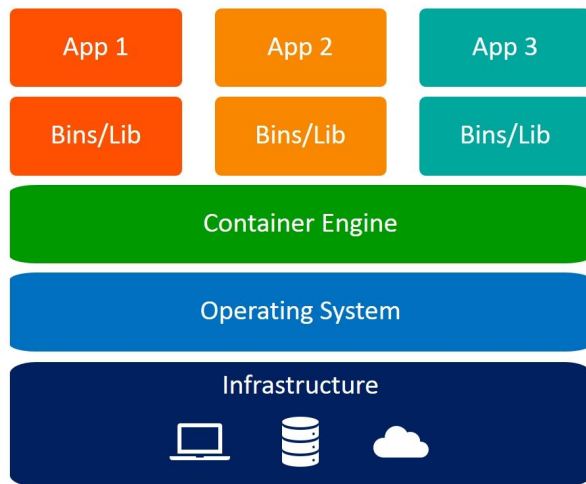 App 1
App 2
App 3
Bins/Lib
Bins/Lib
Bins/Lib
Container Engine
Operating System
Infrastructure